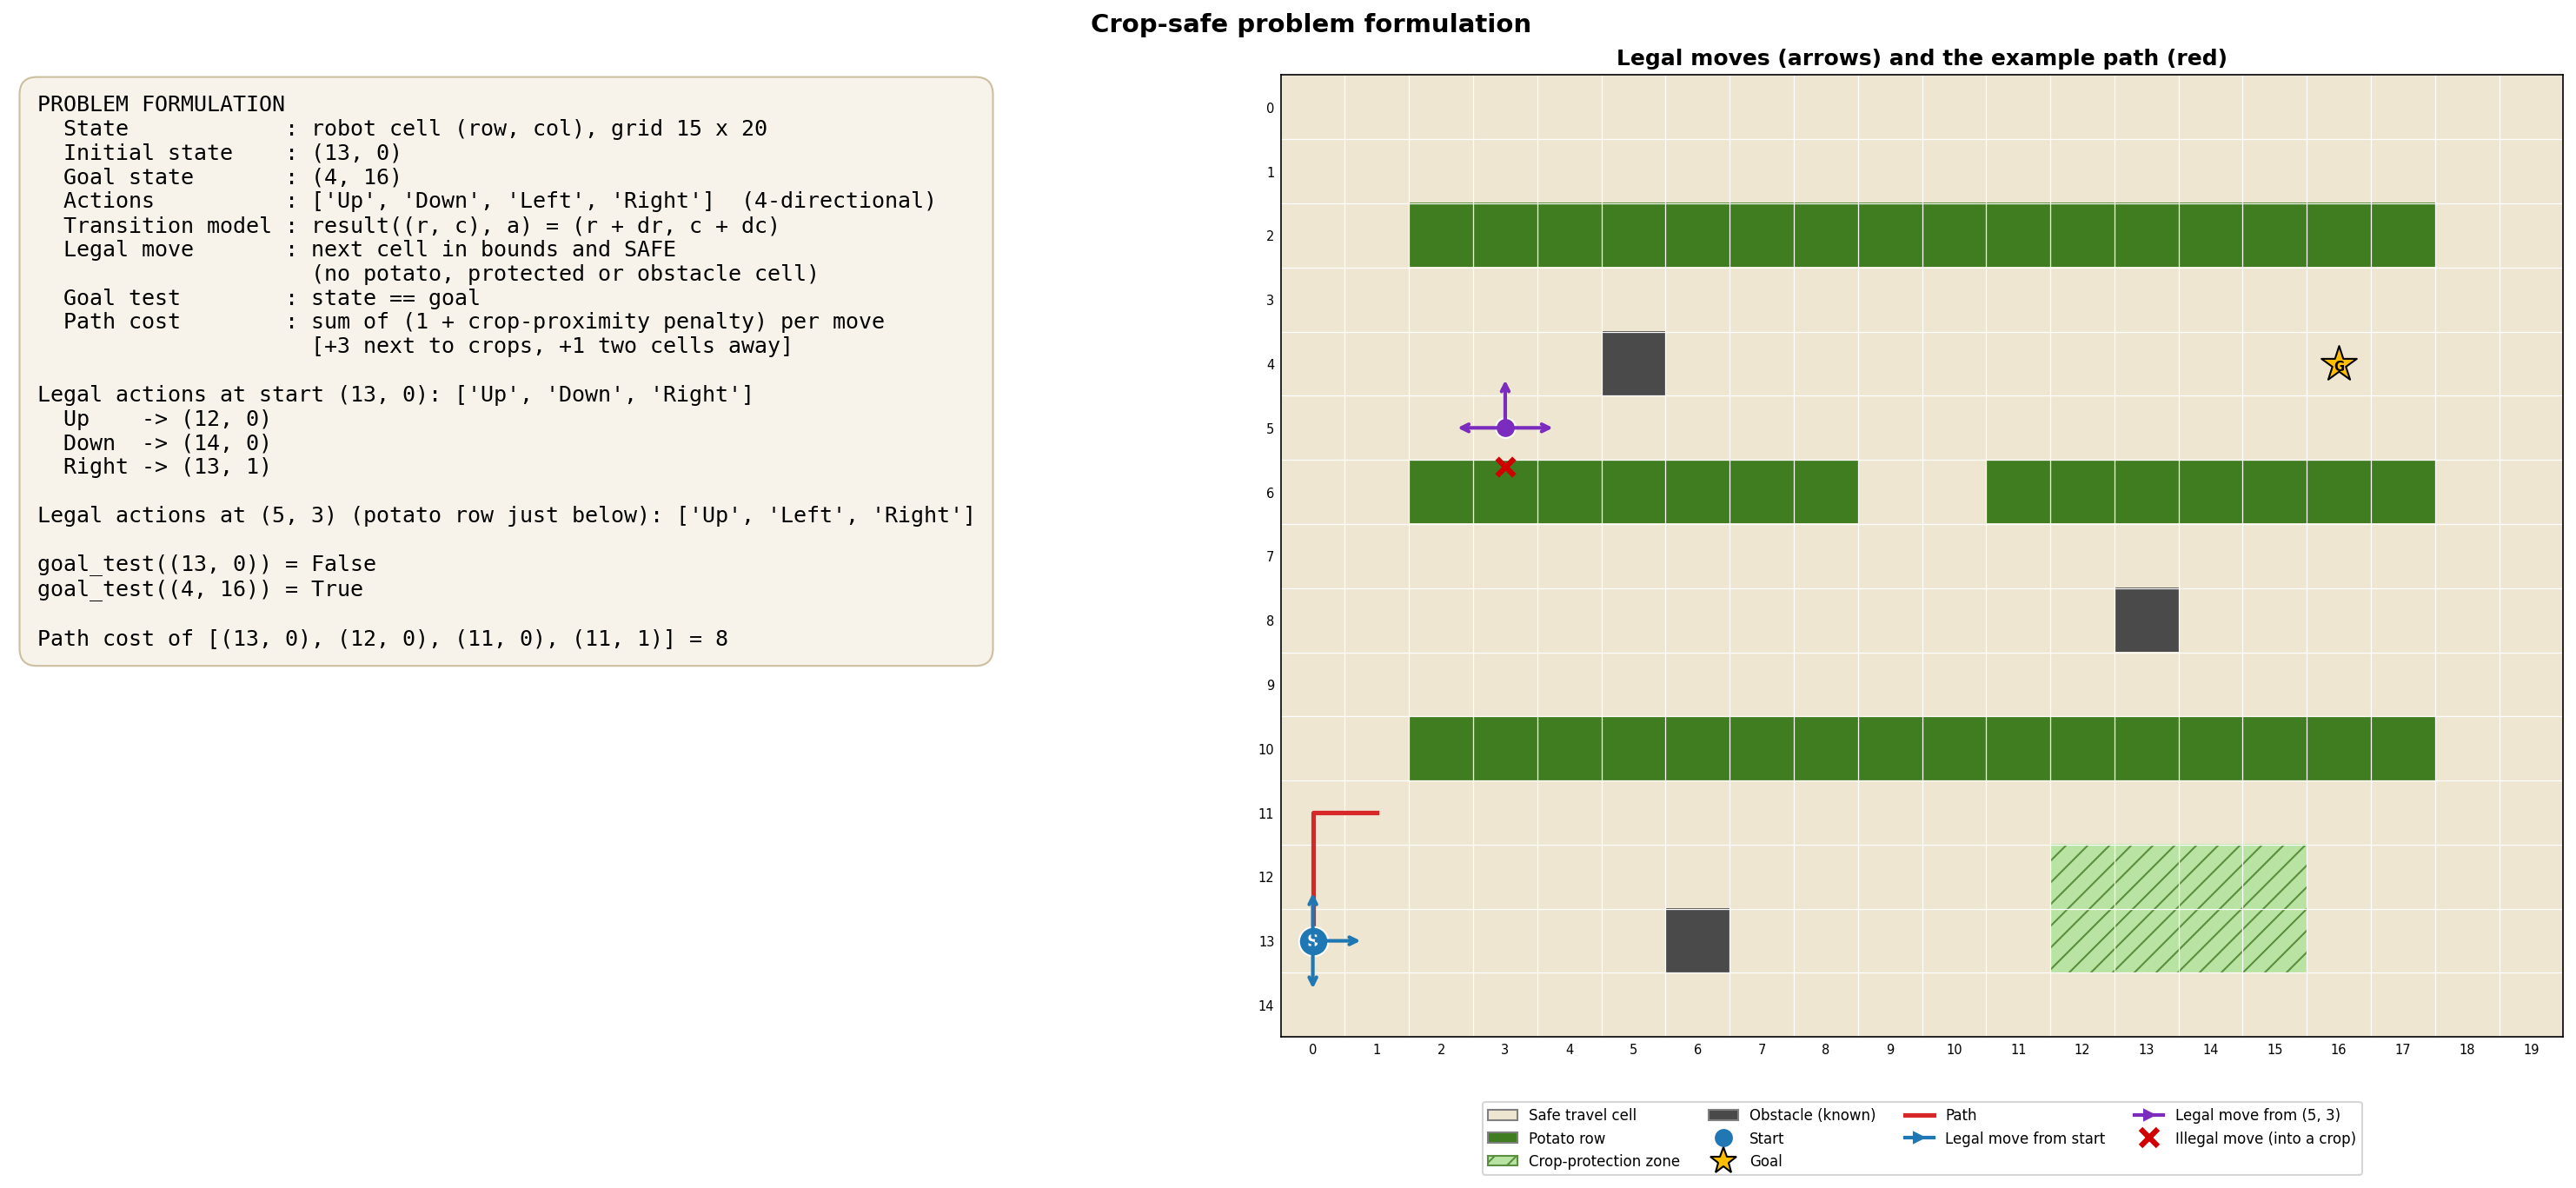 Crop-safe problem formulation
PROBLEM FORMULATION
  State            : robot cell (row, col), grid 15 x 20
  Initial state    : (13, 0)
  Goal state       : (4, 16)
  Actions          : ['Up', 'Down', 'Left', 'Right']  (4-directional)
  Transition model : result((r, c), a) = (r + dr, c + dc)
  Legal move       : next cell in bounds and SAFE
                     (no potato, protected or obstacle cell)
  Goal test        : state == goal
  Path cost        : sum of (1 + crop-proximity penalty) per move
                     [+3 next to crops, +1 two cells away]
Legal actions at start (13, 0): ['Up', 'Down', 'Right']
  Up    -> (12, 0)
  Down  -> (14, 0)
  Right -> (13, 1)
Legal actions at (5, 3) (potato row just below): ['Up', 'Left', 'Right']
goal_test((13, 0)) = False
goal_test((4, 16)) = True
Path cost of [(13, 0), (12, 0), (11, 0), (11, 1)] = 8
Legal moves (arrows) and the example path (red)
0
1
2
3
4
5
6
7
8
9
10
11
12
13
14
G
S
0 1 2 3 4 5 6 7 8 9 10 11 12 13 14 15 16 17 18 19
Safe travel cell
Potato row
Crop-protection zone
Obstacle (known)
Start
Goal
Path
Legal move from start
Legal move from (5, 3)
Illegal move (into a crop)